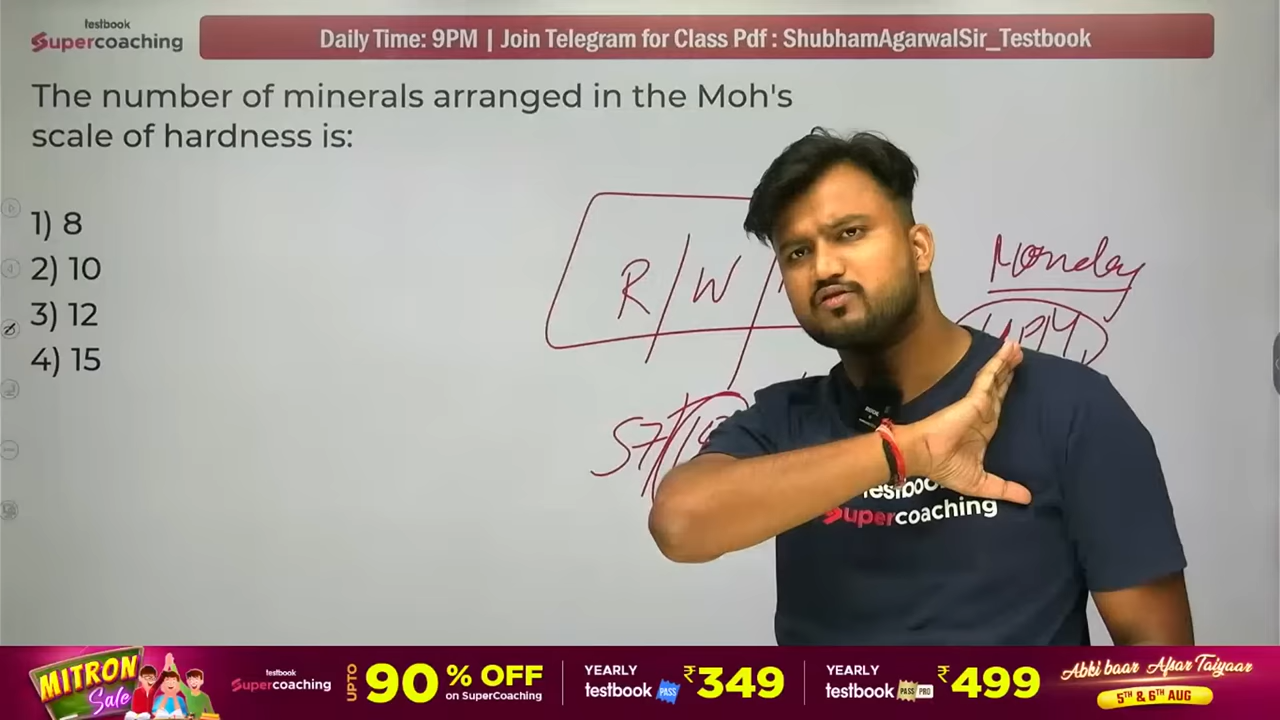 testbook
Supercoaching
Daily Time: 9PM | Join Telegram for Class Pdf : ShubhamAgarwalSir_Testbook
The number of minerals arranged in the Moh's
scale of hardness is:
1) 8
2) 10
3) 12
4) 15
R / W /
Monday
57
testbook
Supercoaching
MITRON
Sale
testbook
Supercoaching
UPTO 90 % OFF
on SuperCoaching
YEARLY
testbook PASS
₹349
YEARLY
testbook PASS PRO
₹499
Abki baar Afsar Taiyaar
5TH & 6TH AUG